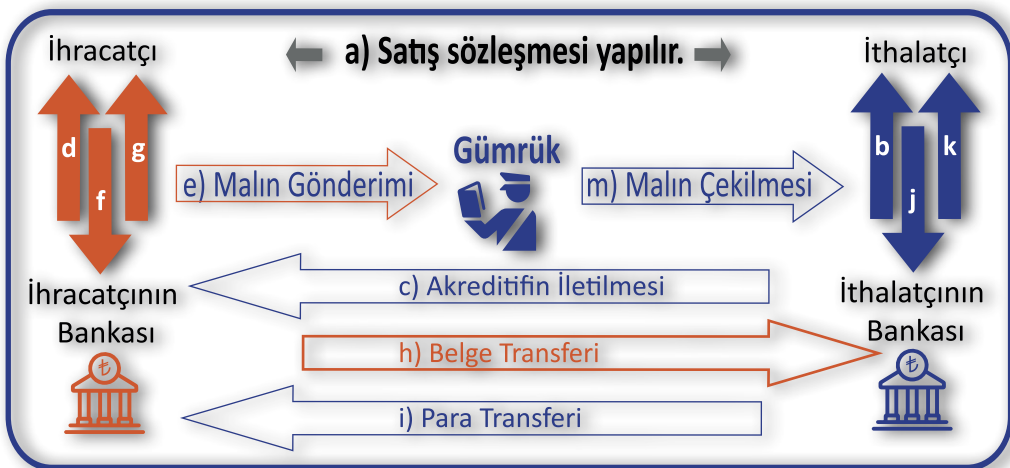 İhracatçı
a) Satış sözleşmesi yapılır.
İthalatçı
d
g
f
e) Malın Gönderimi
Gümrük
m) Malın Çekilmesi
b
k
j
c) Akreditifin İletilmesi
İhracatçının
Bankası
İthalatçının
Bankası
h) Belge Transferi
₺
₺
i) Para Transferi